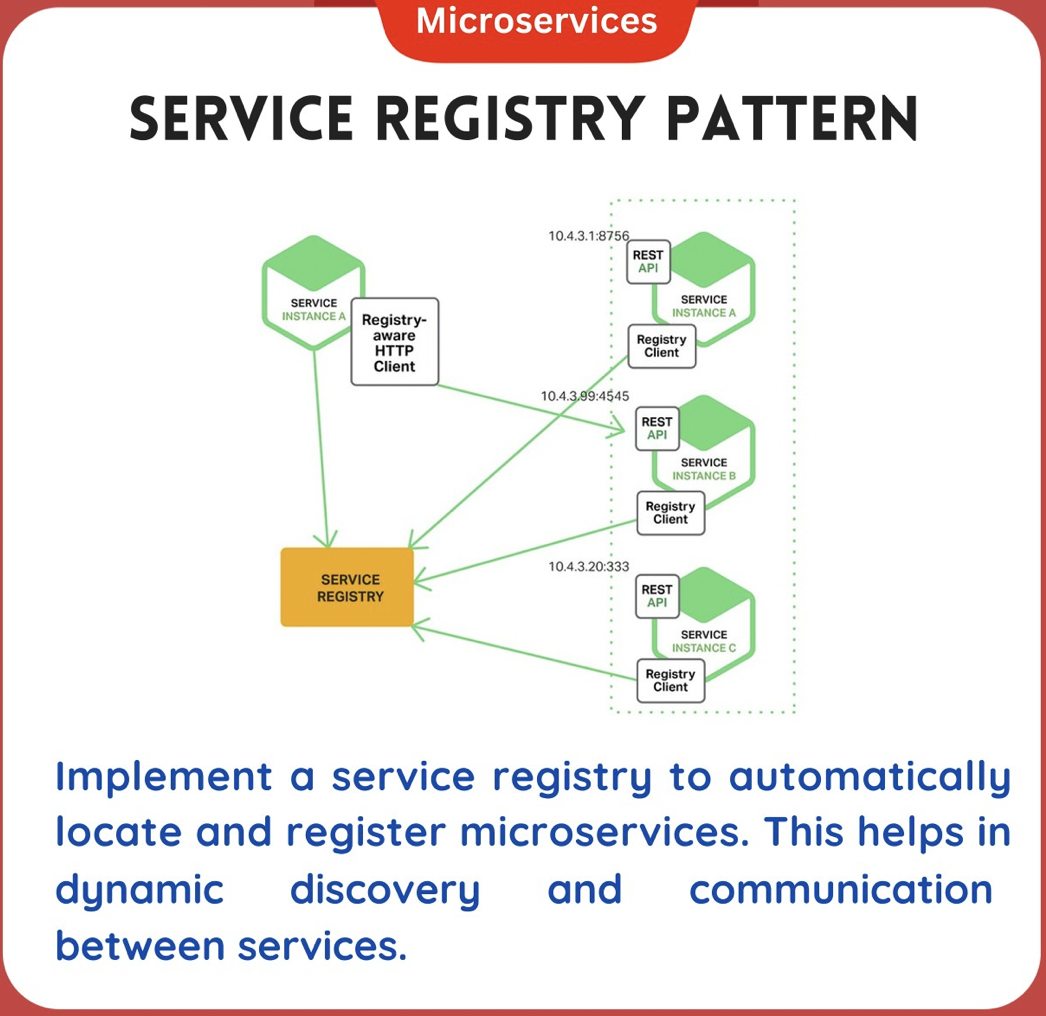 Microservices
SERVICE REGISTRY PATTERN
SERVICE
INSTANCE A
Registry-
aware
HTTP
Client
10.4.3.1:8756
REST
API
SERVICE
INSTANCE A
Registry
Client
10.4.3.99:4545
REST
API
SERVICE
INSTANCE B
Registry
Client
10.4.3.20:333
REST
API
SERVICE
INSTANCE C
Registry
Client
SERVICE
REGISTRY
Implement a service registry to automatically
locate and register microservices. This helps in
dynamic discovery and communication
between services.